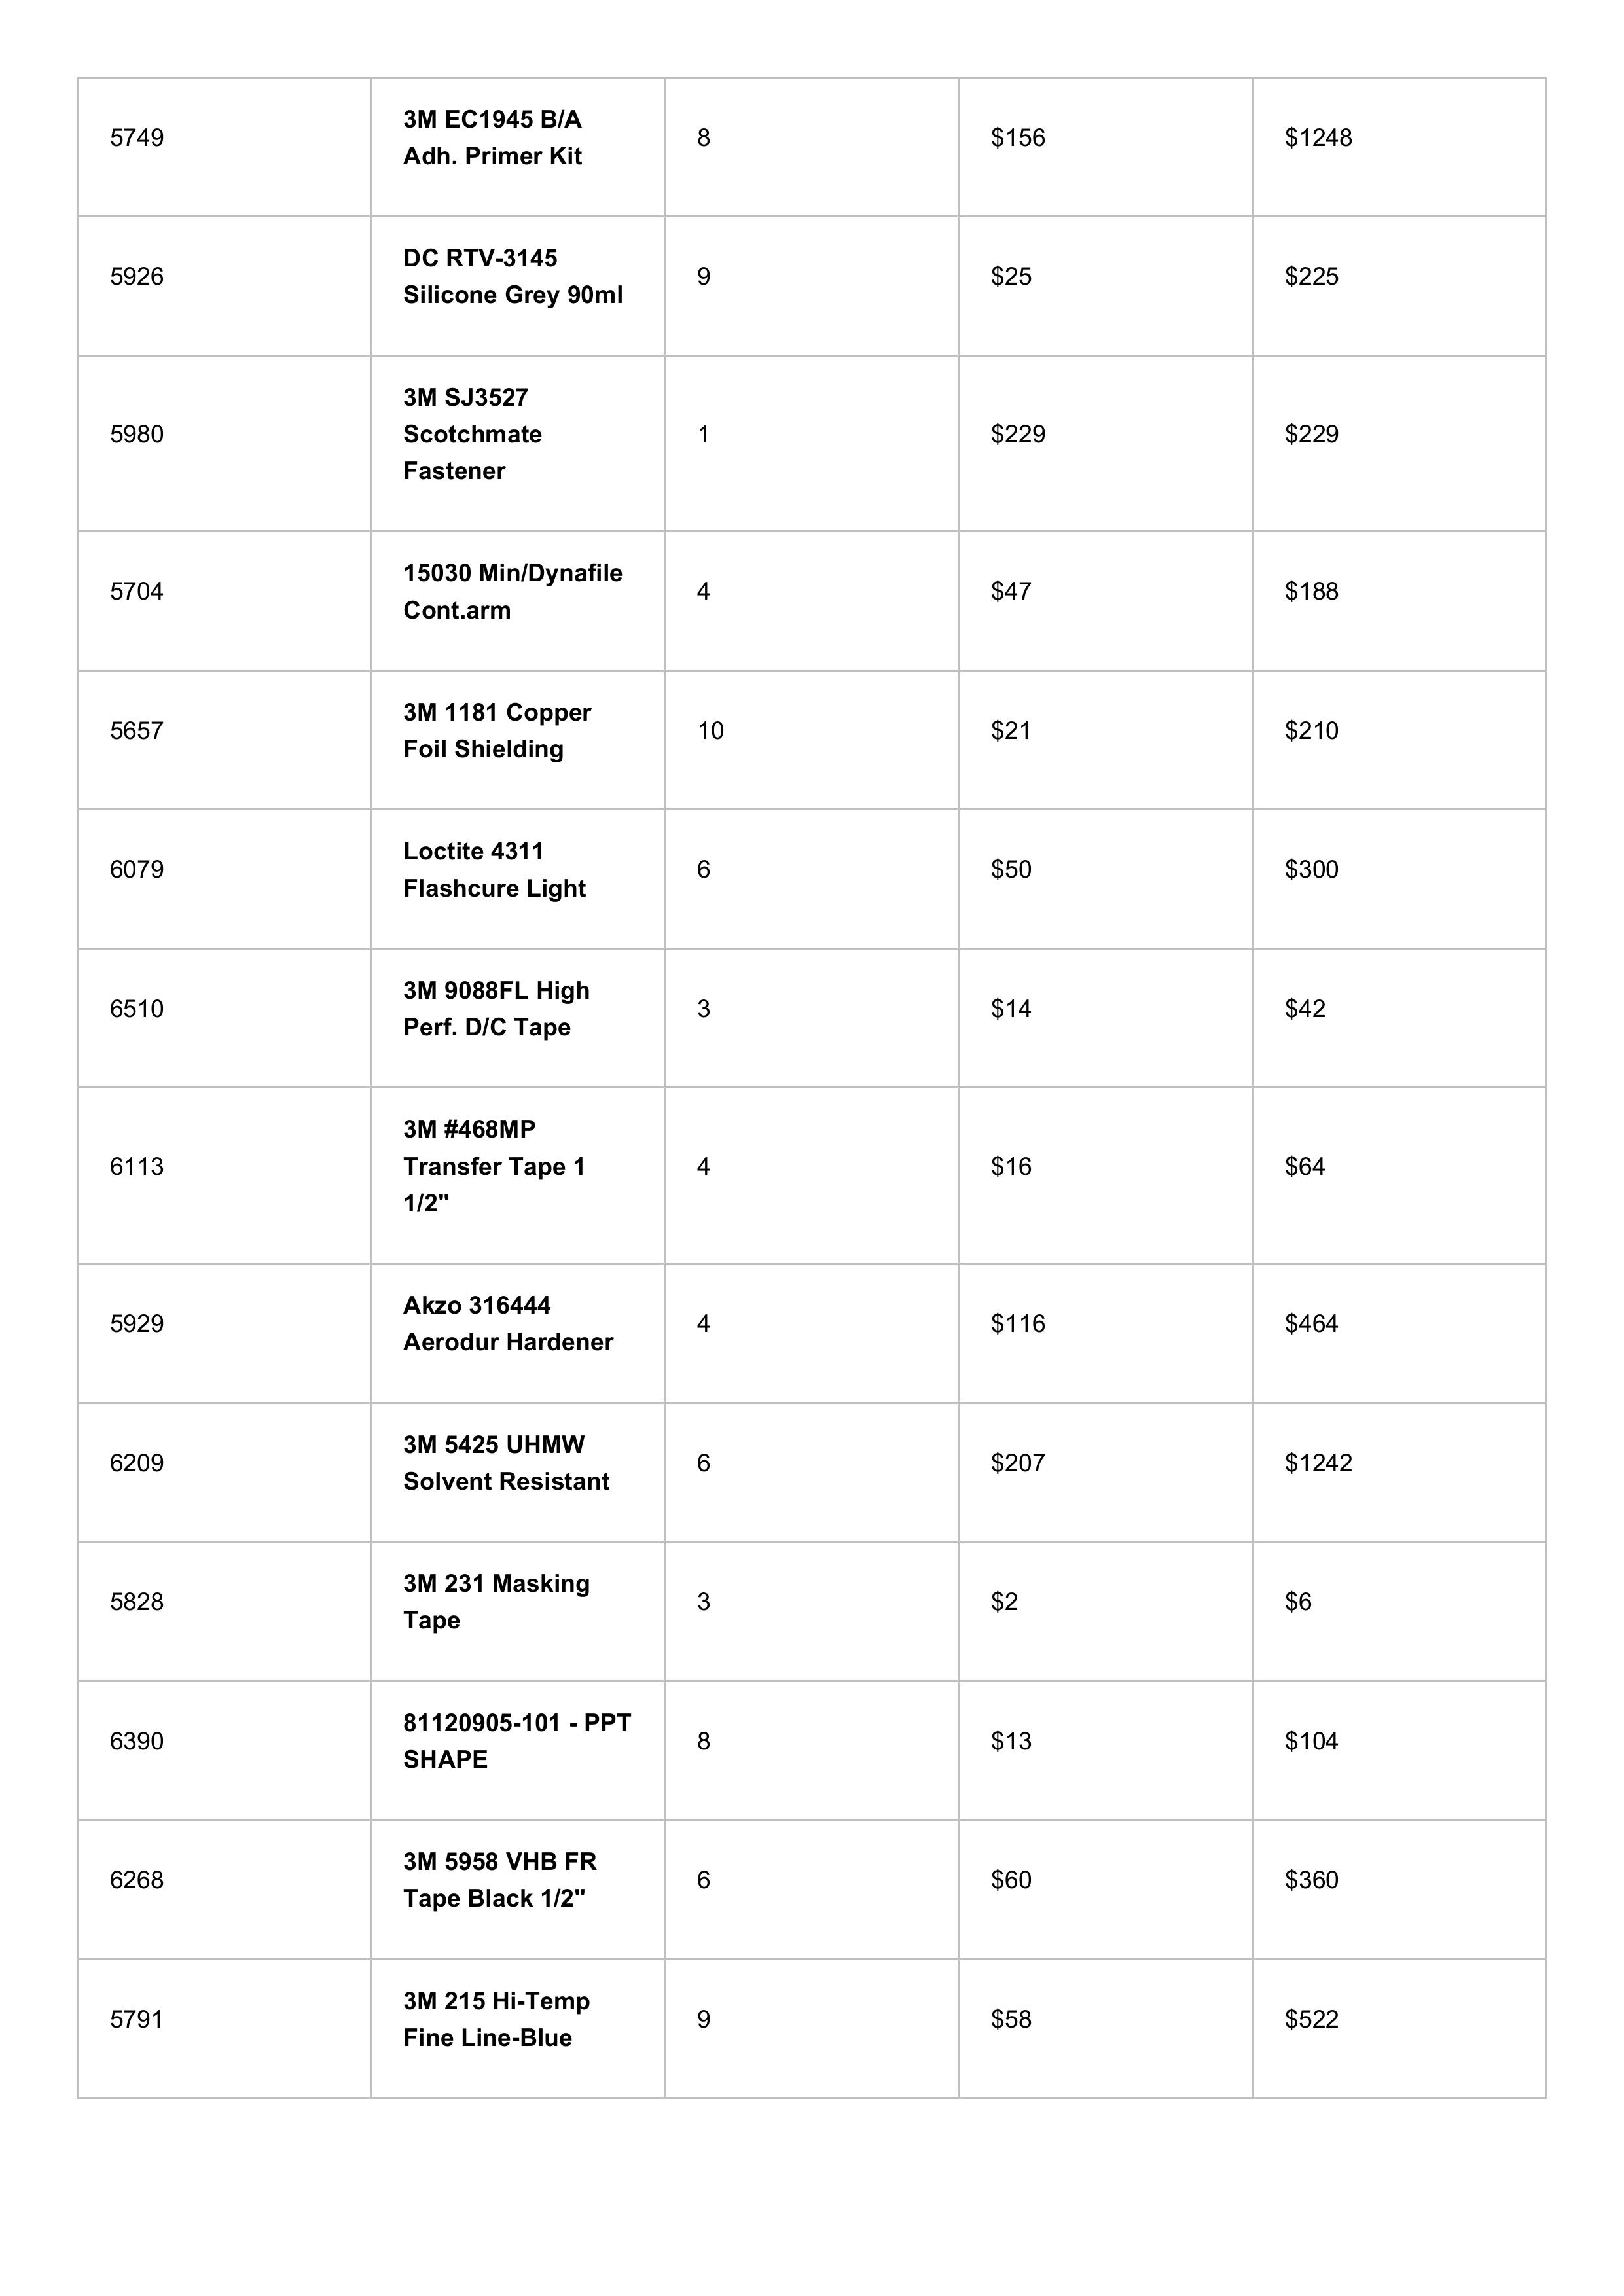 5749
3M EC1945 B/A
Adh. Primer Kit
8
$156
$1248
5926
DC RTV-3145
Silicone Grey 90ml
9
$25
$225
5980
3M SJ3527
Scotchmate
Fastener
1
$229
$229
5704
15030 Min/Dynafile
Cont.arm
4
$47
$188
5657
3M 1181 Copper
Foil Shielding
10
$21
$210
6079
Loctite 4311
Flashcure Light
6
$50
$300
6510
3M 9088FL High
Perf. D/C Tape
3
$14
$42
6113
3M #468MP
Transfer Tape 1
1/2"
4
$16
$64
5929
Akzo 316444
Aerodur Hardener
4
$116
$464
6209
3M 5425 UHMW
Solvent Resistant
6
$207
$1242
5828
3M 231 Masking
Tape
3
$2
$6
6390
81120905-101 - PPT
SHAPE
8
$13
$104
6268
3M 5958 VHB FR
Tape Black 1/2"
6
$60
$360
5791
3M 215 Hi-Temp
Fine Line-Blue
9
$58
$522